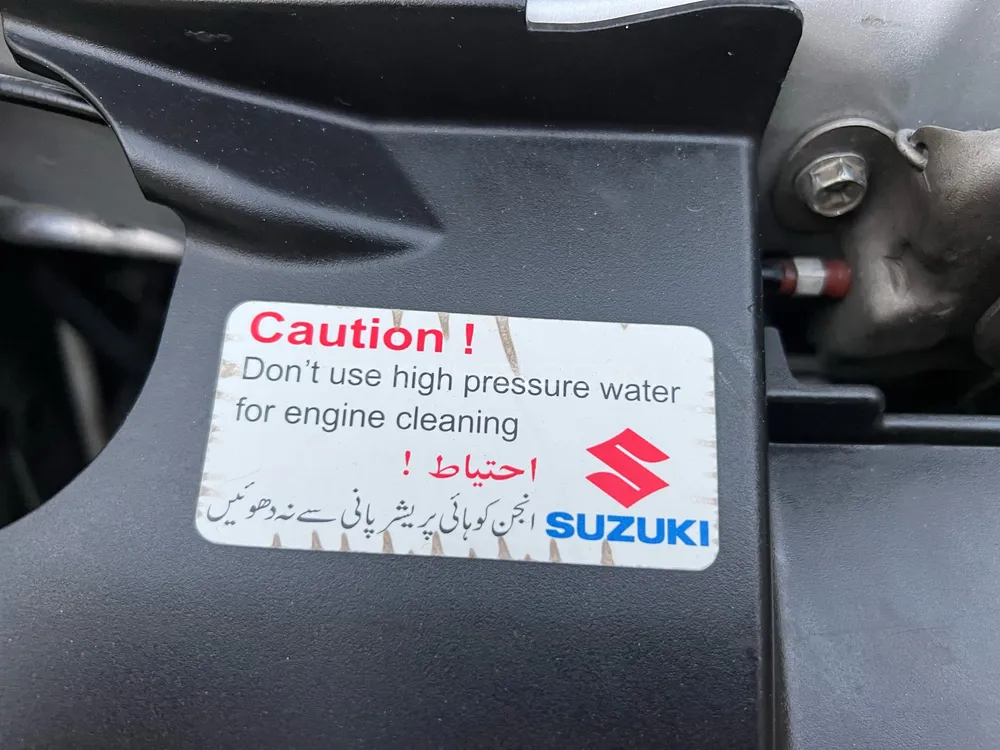 Caution !
Don't use high pressure water
for engine cleaning
احتیاط !
انجن کو ہائی پریشر پانی سے نہ دھوئیں
SUZUKI